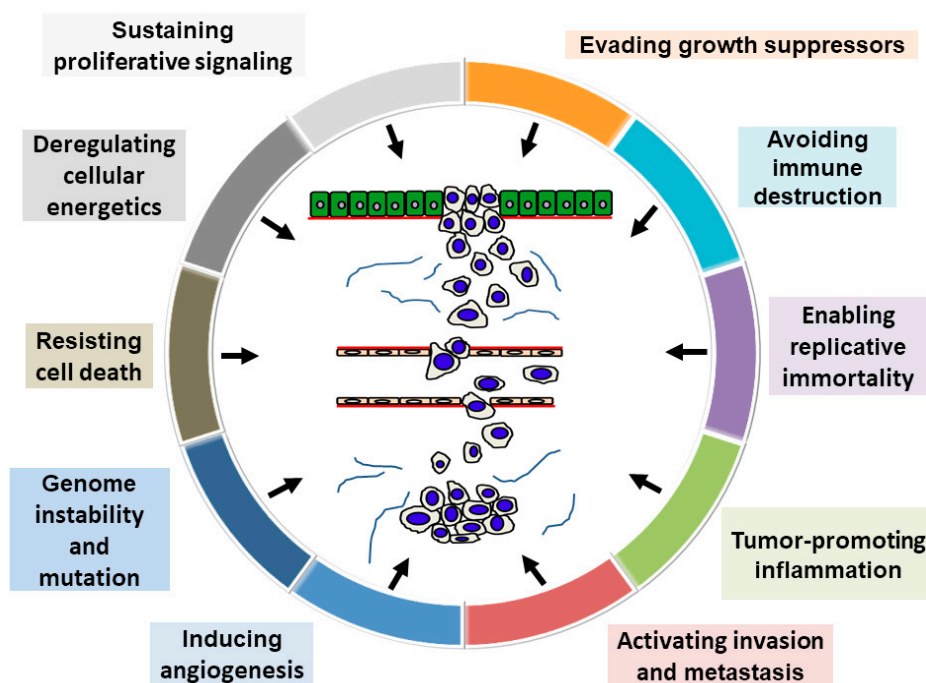 Sustaining
proliferative signaling
Evading growth suppressors
Deregulating
cellular
energetics
Avoiding
immune
destruction
Resisting
cell death
Enabling
replicative
immortality
Genome
instability
and
mutation
Tumor-promoting
inflammation
Inducing
angiogenesis
Activating invasion
and metastasis